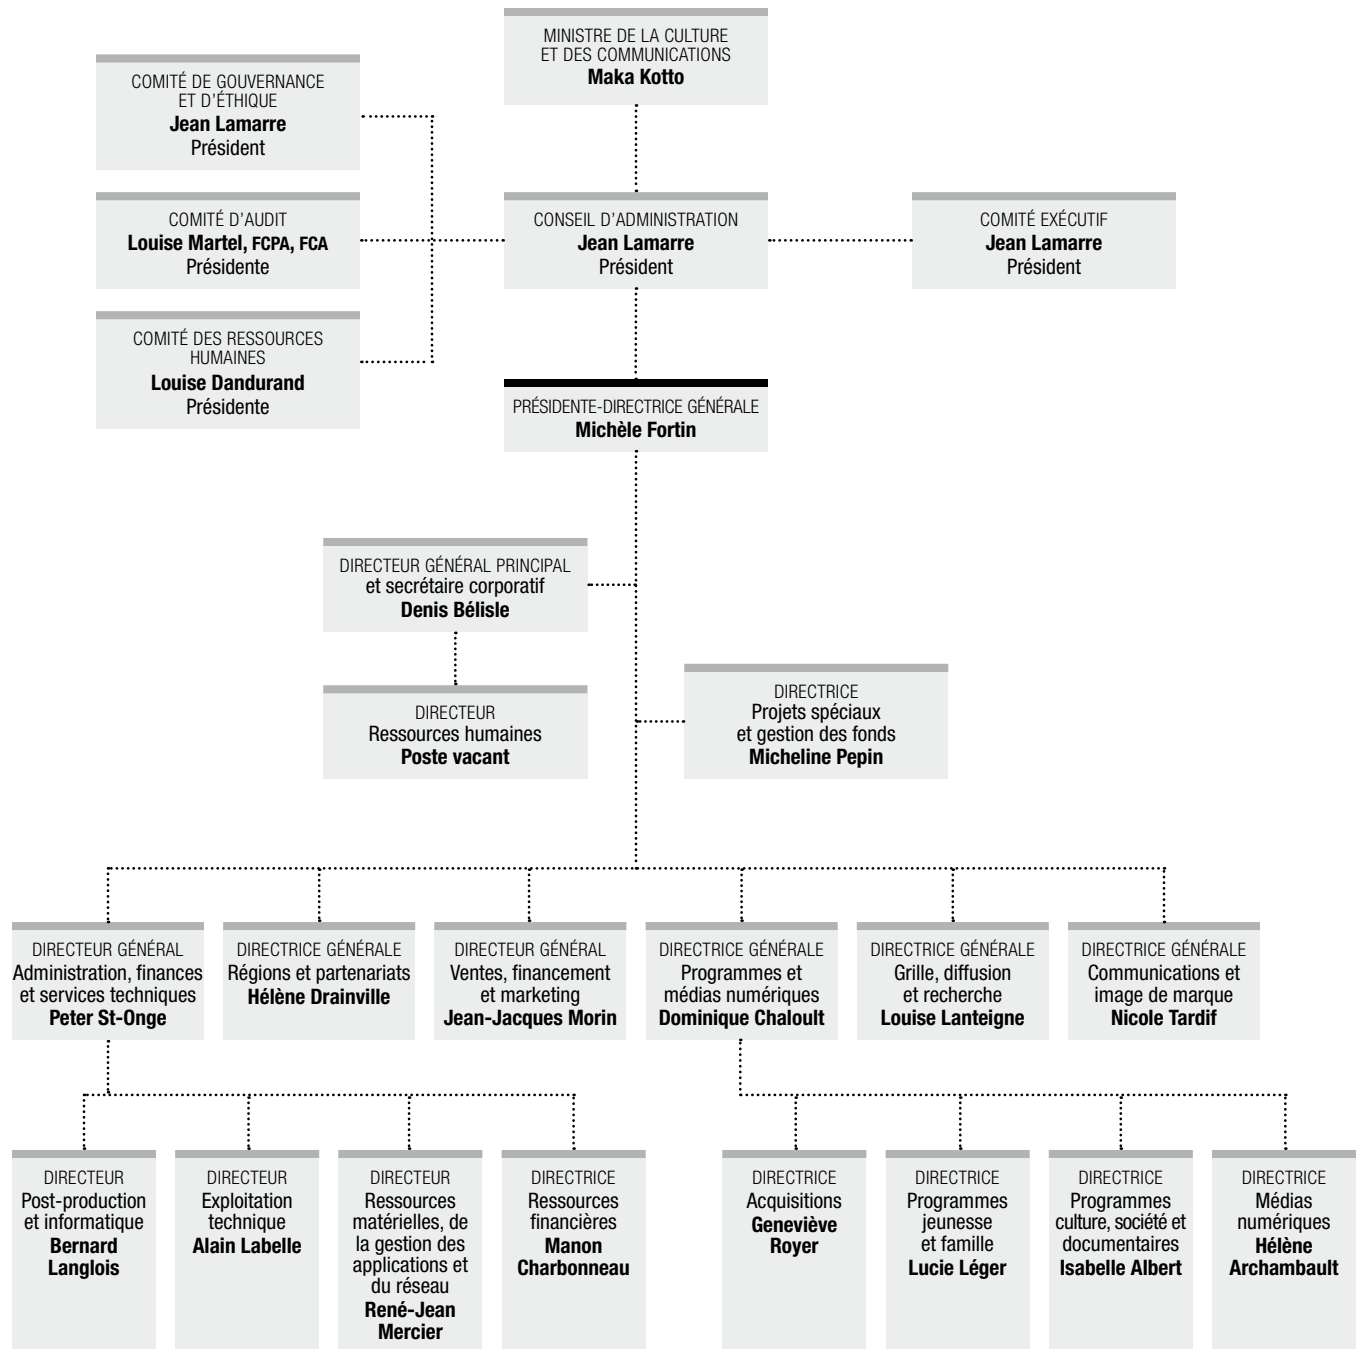 MINISTRE DE LA CULTURE
ET DES COMMUNICATIONS
Maka Kotto
COMITÉ DE GOUVERNANCE
ET D'ÉTHIQUE
Jean Lamarre
Président
COMITÉ D'AUDIT
Louise Martel, FCPA, FCA
Présidente
CONSEIL D'ADMINISTRATION
Jean Lamarre
Président
COMITÉ EXÉCUTIF
Jean Lamarre
Président
COMITÉ DES RESSOURCES
HUMAINES
Louise Dandurand
Présidente
PRÉSIDENTE-DIRECTRICE GÉNÉRALE
Michèle Fortin
DIRECTEUR GÉNÉRAL PRINCIPAL
et secrétaire corporatif
Denis Bélisle
DIRECTEUR
Ressources humaines
Poste vacant
DIRECTRICE
Projets spéciaux
et gestion des fonds
Micheline Pepin
DIRECTEUR GÉNÉRAL
Administration, finances
et services techniques
Peter St-Onge
DIRECTRICE GÉNÉRALE
Régions et partenariats
Hélène Drainville
DIRECTEUR GÉNÉRAL
Ventes, financement
et marketing
Jean-Jacques Morin
DIRECTRICE GÉNÉRALE
Programmes et
médias numériques
Dominique Chaloult
DIRECTRICE GÉNÉRALE
Grille, diffusion
et recherche
Louise Lanteigne
DIRECTRICE GÉNÉRALE
Communications et
image de marque
Nicole Tardif
DIRECTEUR
Post-production
et informatique
Bernard
Langlois
DIRECTEUR
Exploitation
technique
Alain Labelle
DIRECTEUR
Ressources
matérielles, de
la gestion des
applications et
du réseau
René-Jean
Mercier
DIRECTRICE
Ressources
financières
Manon
Charbonneau
DIRECTRICE
Acquisitions
Geneviève
Royer
DIRECTRICE
Programmes
jeunesse
et famille
Lucie Léger
DIRECTRICE
Programmes
culture, société et
documentaires
Isabelle Albert
DIRECTRICE
Médias
numériques
Hélène
Archambault